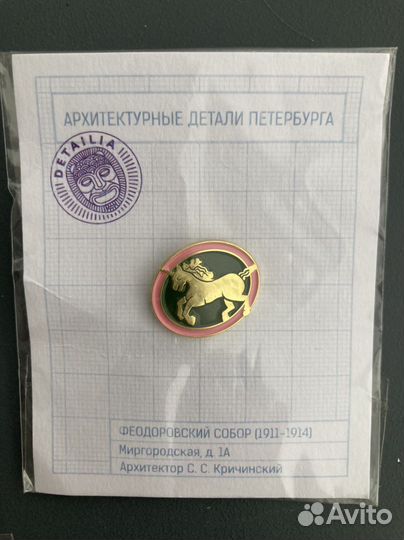 АРХИТЕКТУРНЫЕ ДЕТАЛИ ПЕТЕРБУРГА
DETAILIA
ФЕОДОРОВСКИЙ СОБОР (1911-1914)
Миргородская, д. 1А
Архитектор С. С. Кричинский
Avito